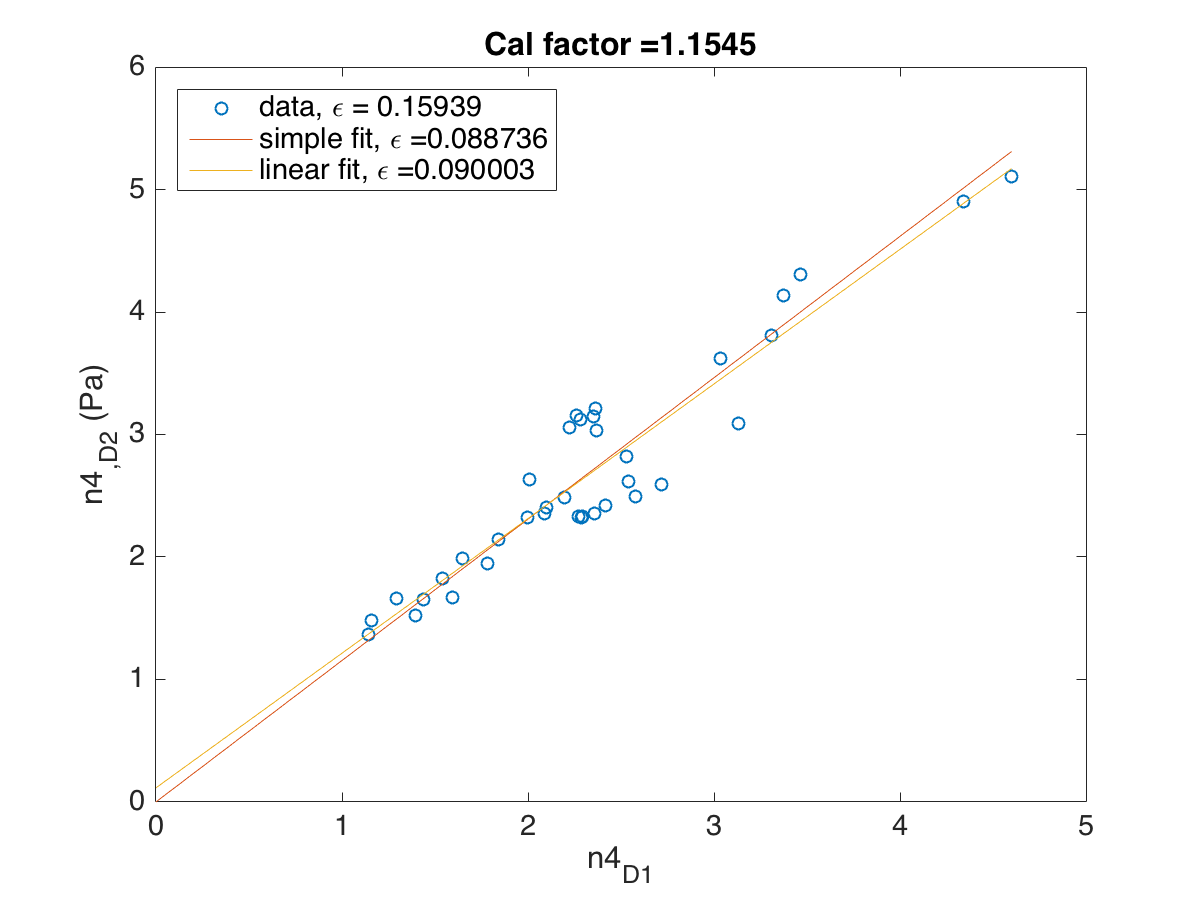 Cal factor =1.1545
6
data, ϵ = 0.15939
simple fit, ϵ =0.088736
linear fit, ϵ =0.090003
5
4
3
2
1
0
n4,D2 (Pa)
0 1 2 3 4 5
n4D1